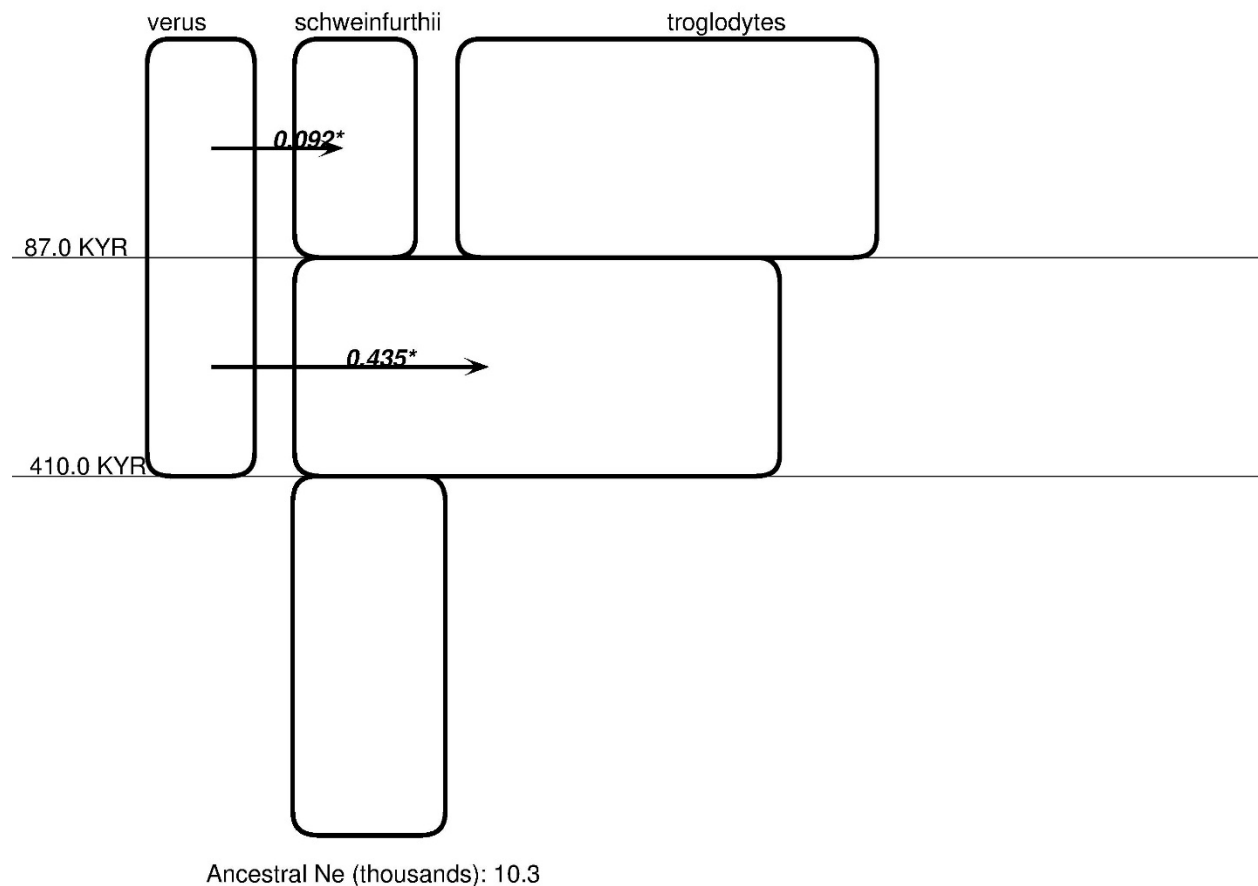 verus
schweinfurthii
troglodytes
0.092*
87.0 KYR
0.435*
410.0 KYR
Ancestral Ne (thousands): 10.3